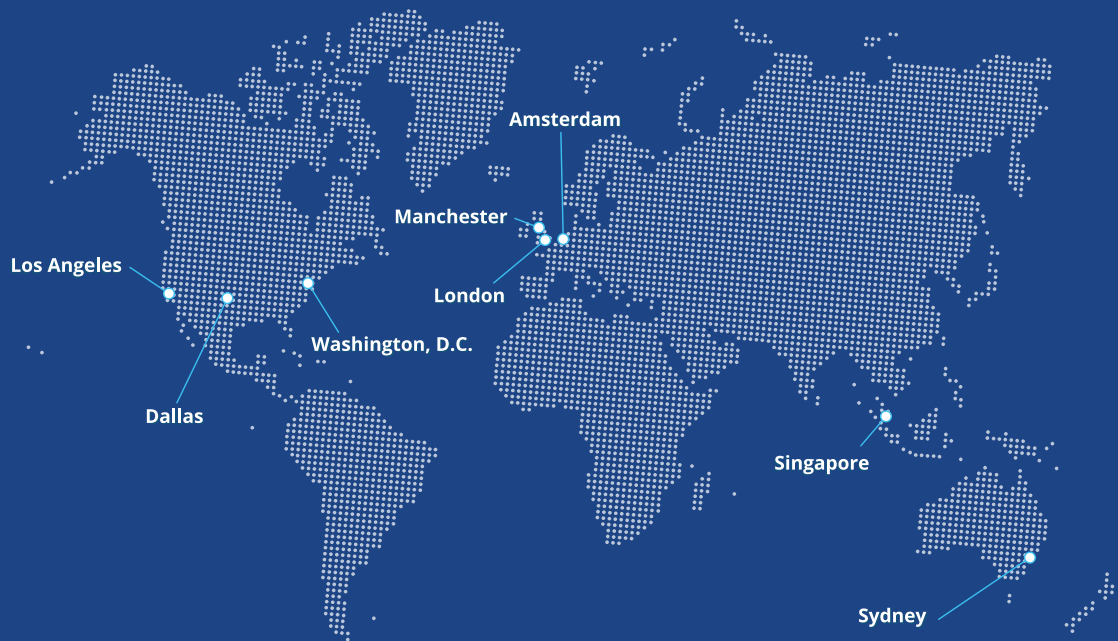 Amsterdam
Manchester
Los Angeles
London
Washington, D.C.
Dallas
Singapore
Sydney